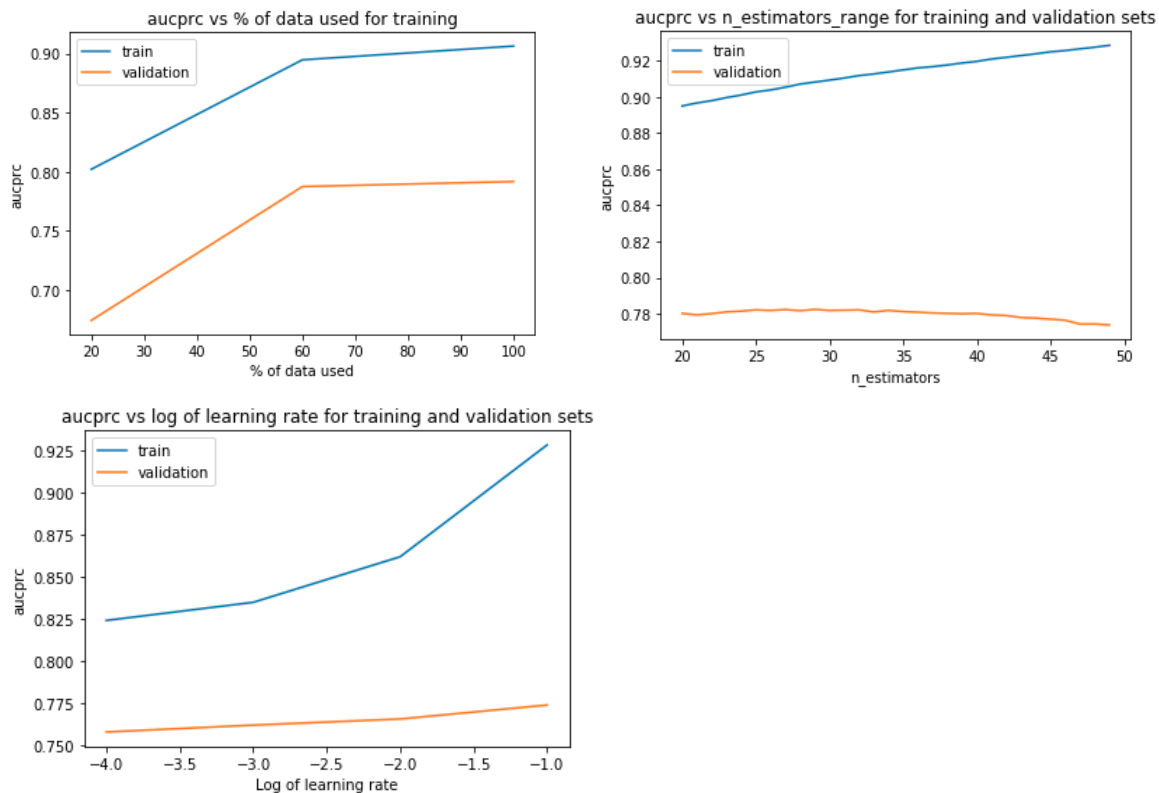 aucprc vs % of data used for training
0.90
0.85
0.80
0.75
0.70
aucprc
train
validation
20 30 40 50 60 70 80 90 100
% of data used
aucprc vs n_estimators_range for training and validation sets
0.92
0.90
0.88
0.86
0.84
0.82
0.80
0.78
aucprc
train
validation
20 25 30 35 40 45 50
n_estimators
aucprc vs log of learning rate for training and validation sets
0.925
0.900
0.875
0.850
0.825
0.800
0.775
0.750
aucprc
train
validation
−4.0 −3.5 −3.0 −2.5 −2.0 −1.5 −1.0
Log of learning rate